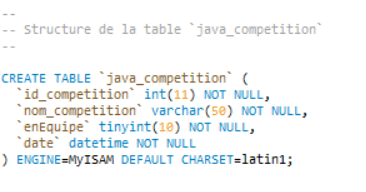 --
-- Structure de la table `java_competition`
--
CREATE TABLE `java_competition` (
`id_competition` int(11) NOT NULL,
`nom_competition` varchar(50) NOT NULL,
`enEquipe` tinyint(10) NOT NULL,
`date` datetime NOT NULL
) ENGINE=MyISAM DEFAULT CHARSET=latin1;